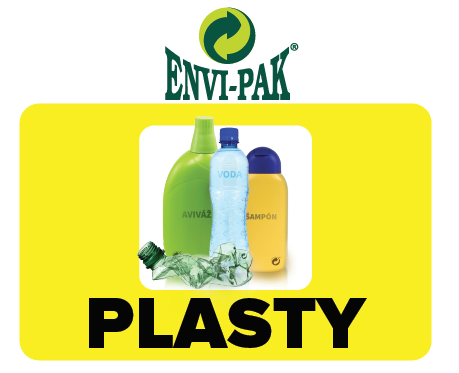 ENVI-PAK®
VODA
AVIVÁŽ
ŠAMPÓN
PLASTY